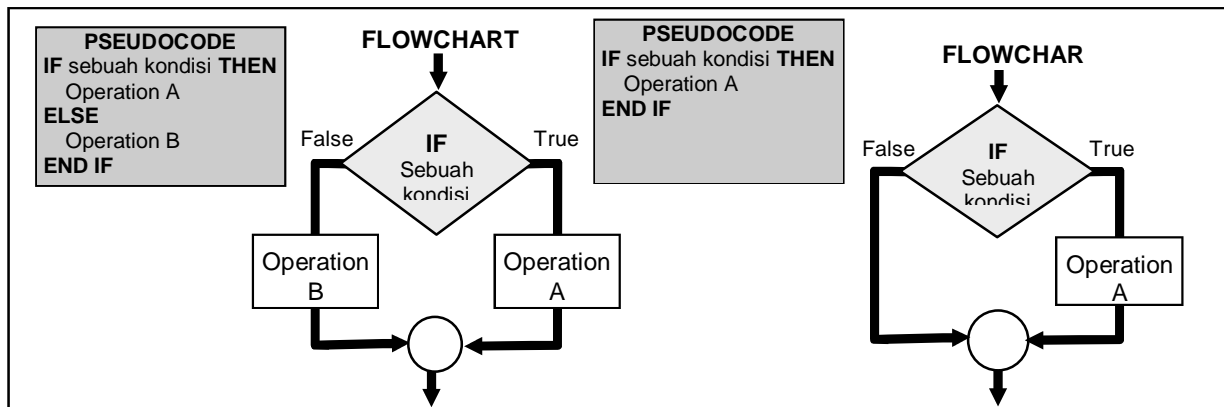 PSEUDOCODE
IF sebuah kondisi THEN
Operation A
ELSE
Operation B
END IF
FLOWCHART
False
True
IF
Sebuah
kondisi
Operation
B
Operation
A
PSEUDOCODE
IF sebuah kondisi THEN
Operation A
END IF
FLOWCHAR
False
True
IF
Sebuah
kondisi
Operation
A